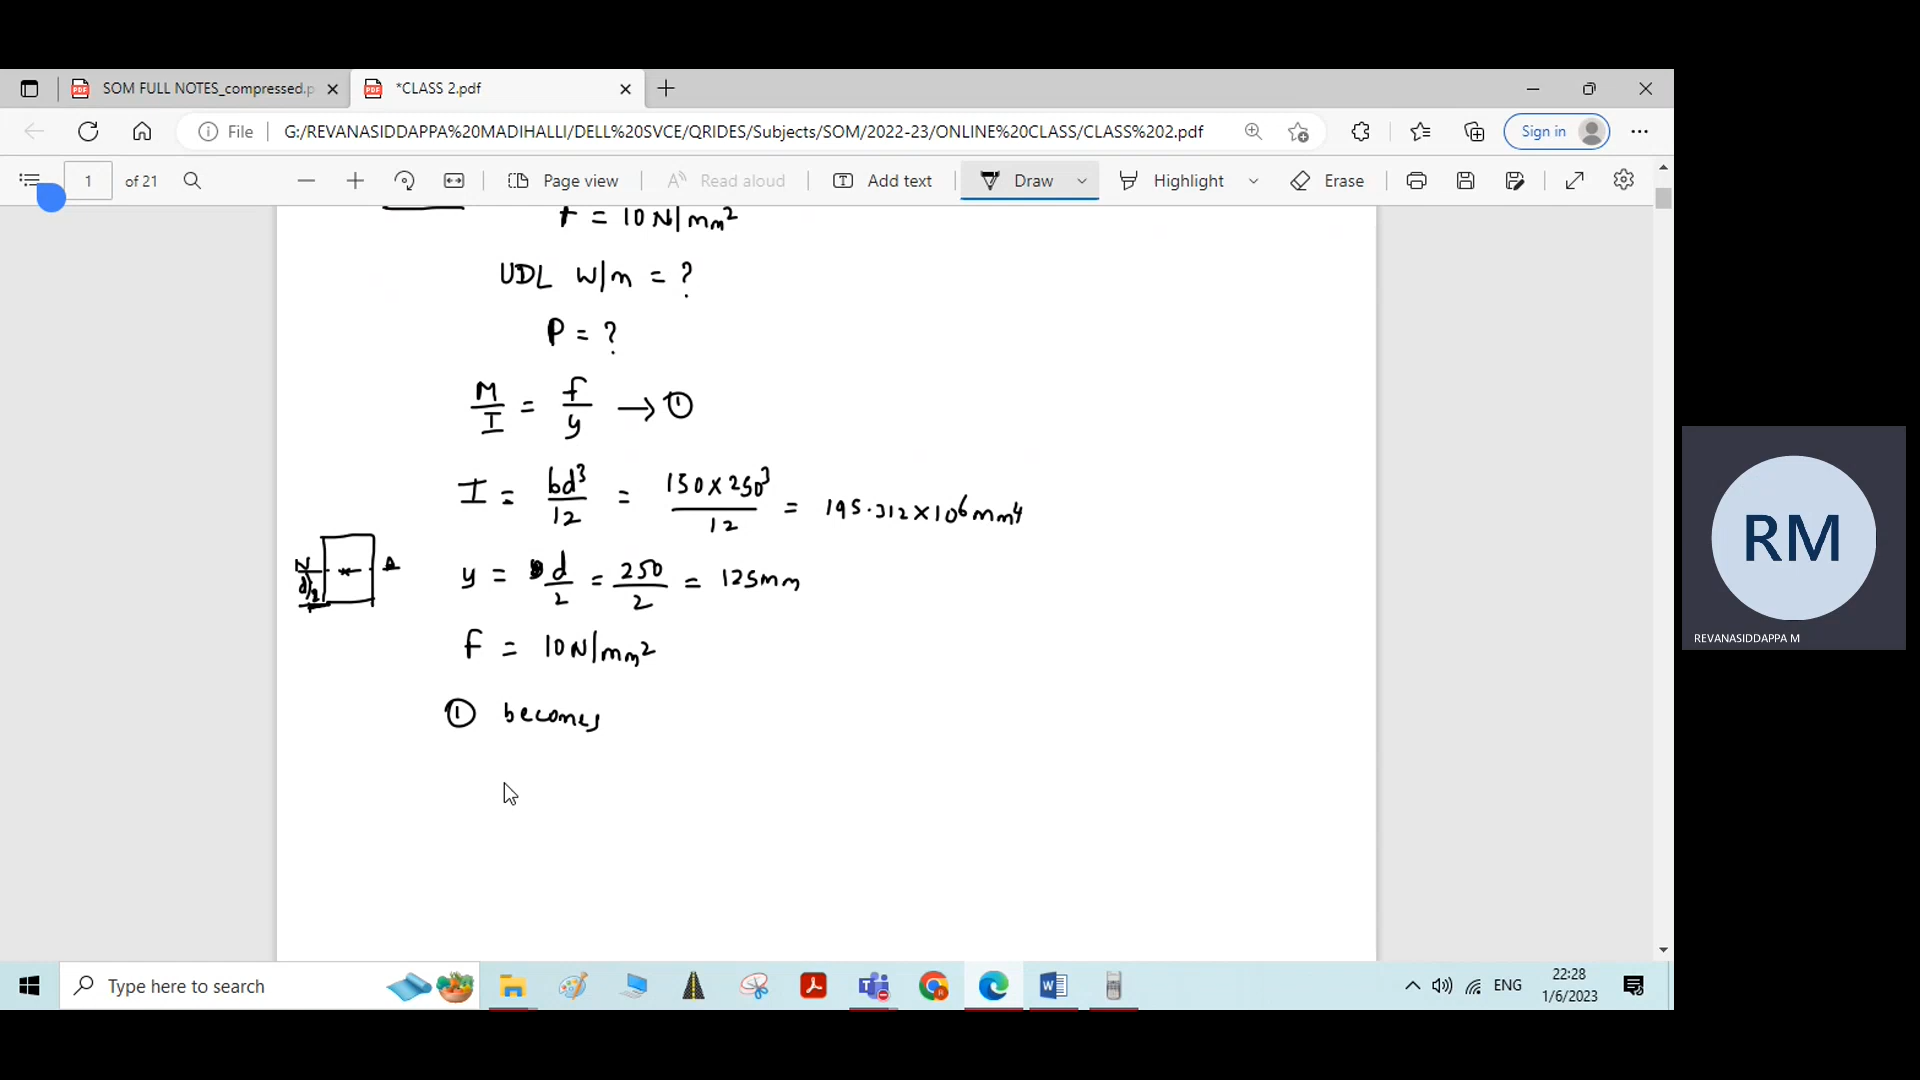 SOM FULL NOTES_compressed.p
*CLASS 2.pdf
File G:/REVANASIDDAPPA%20MADIHALLI/DELL%20SVCE/QRIDES/Subjects/SOM/2022-23/ONLINE%20CLASS/CLASS%202.pdf Sign in
1 of 21 Page view Read aloud Add text Draw Highlight Erase
f = 10 N/mm²
UDL w/m = ?
P = ?
M/I = f/y → ①
I = bd³/12 = 150×250³/12 = 195.312×10⁶mm⁴
N d/2 A
y = d/2 = 250/2 = 125mm
f = 10N/mm²
① becomes
RM
REVANASIDDAPPA M
Type here to search
ENG
22:28
1/6/2023